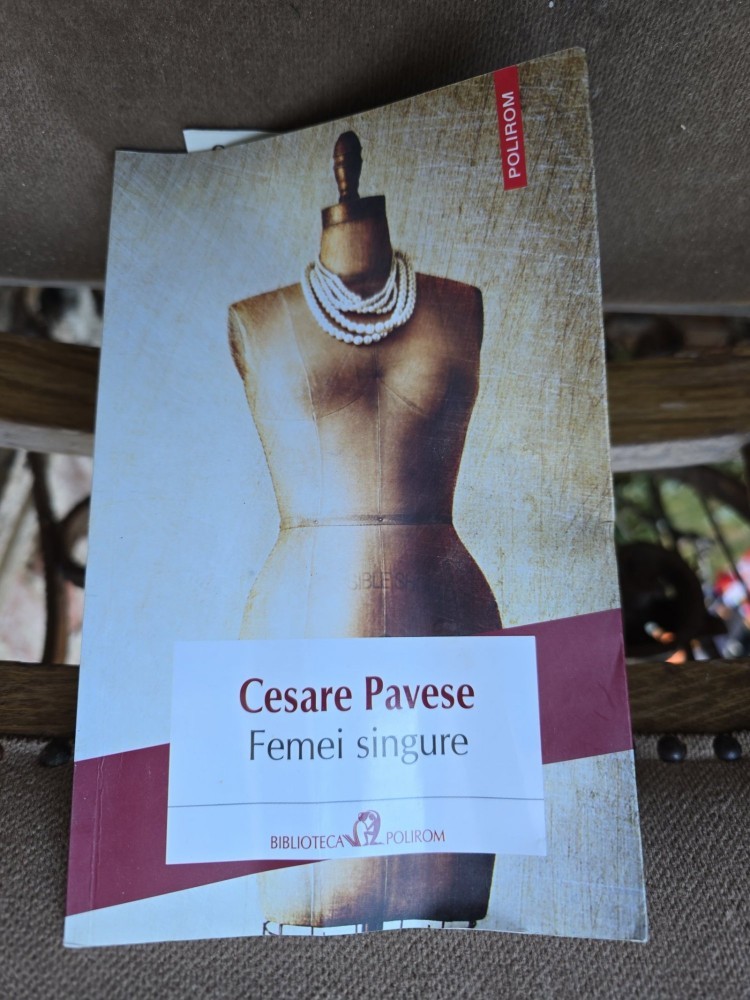 POLIROM
Cesare Pavese
Femei singure
BIBLIOTECA POLIROM